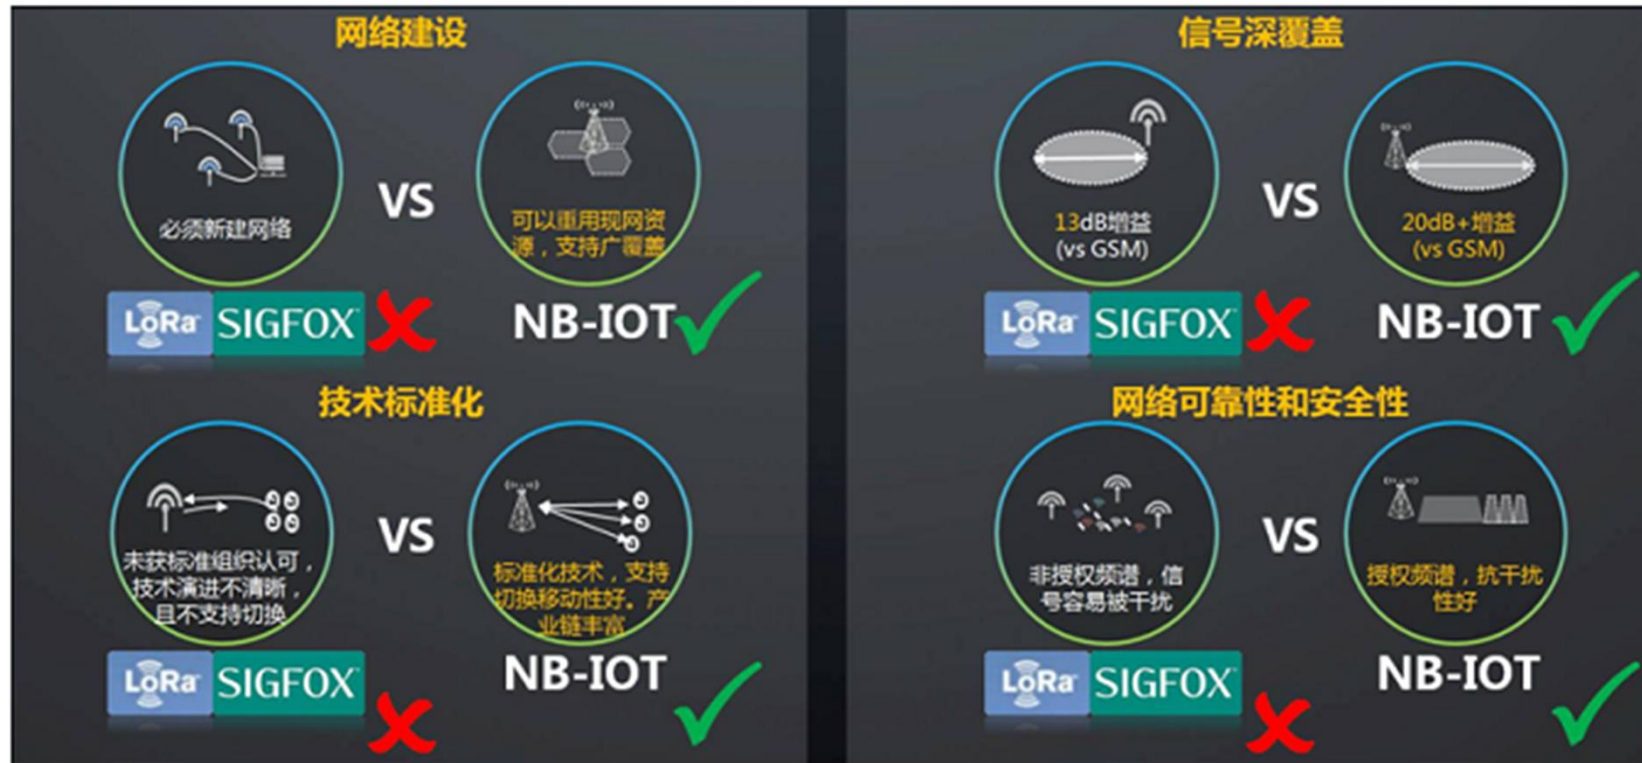 网络建设
必须新建网络
VS
可以重用现网资
源，支持广覆盖
LoRa SIGFOX
NB-IOT
信号深覆盖
13dB增益
(vs GSM)
VS
20dB+增益
(vs GSM)
LoRa SIGFOX
NB-IOT
技术标准化
未获标准组织认可，
技术演进不清晰，
且不支持切换
VS
标准化技术，支持
切换移动性好。产
业链丰富
LoRa SIGFOX
NB-IOT
网络可靠性和安全性
非授权频谱，信
号容易被干扰
VS
授权频谱，抗干扰
性好
LoRa SIGFOX
NB-IOT